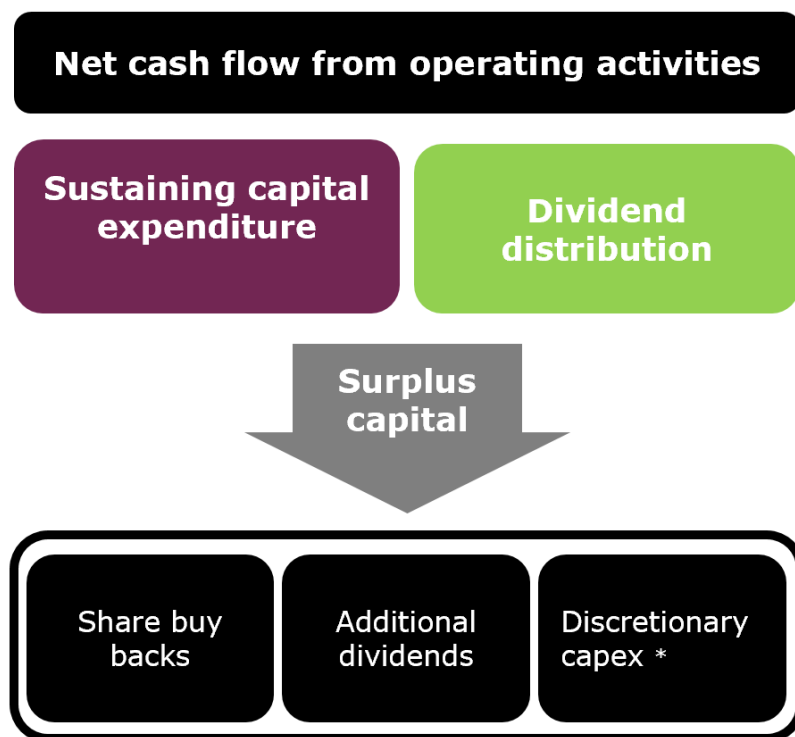 Net cash flow from operating activities
Sustaining capital
expenditure
Dividend
distribution
Surplus
capital
Share buy
backs
Additional
dividends
Discretionary
capex *